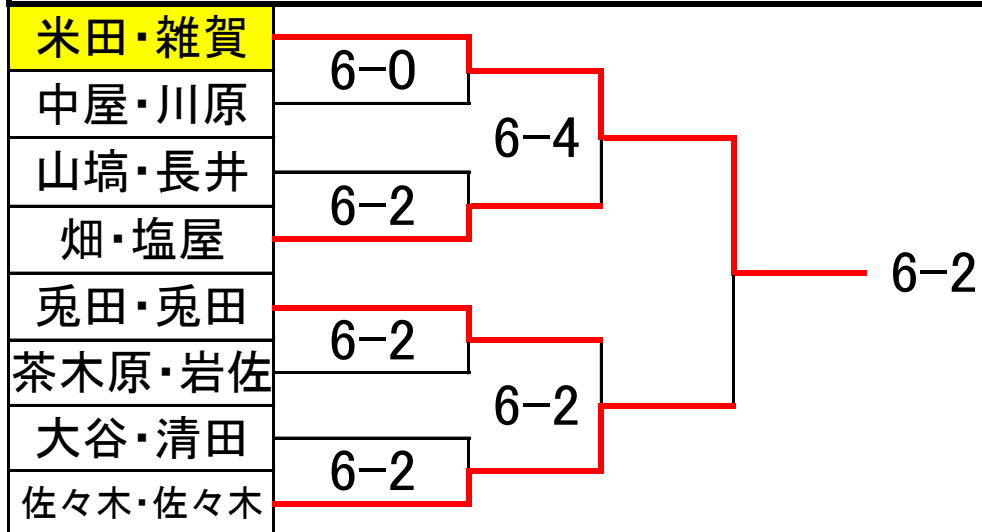 米田・雑賀
6-0
中屋・川原
6-4
山塙・長井
6-2
畑・塩屋
6-2
兎田・兎田
6-2
茶木原・岩佐
6-2
大谷・清田
6-2
佐々木・佐々木